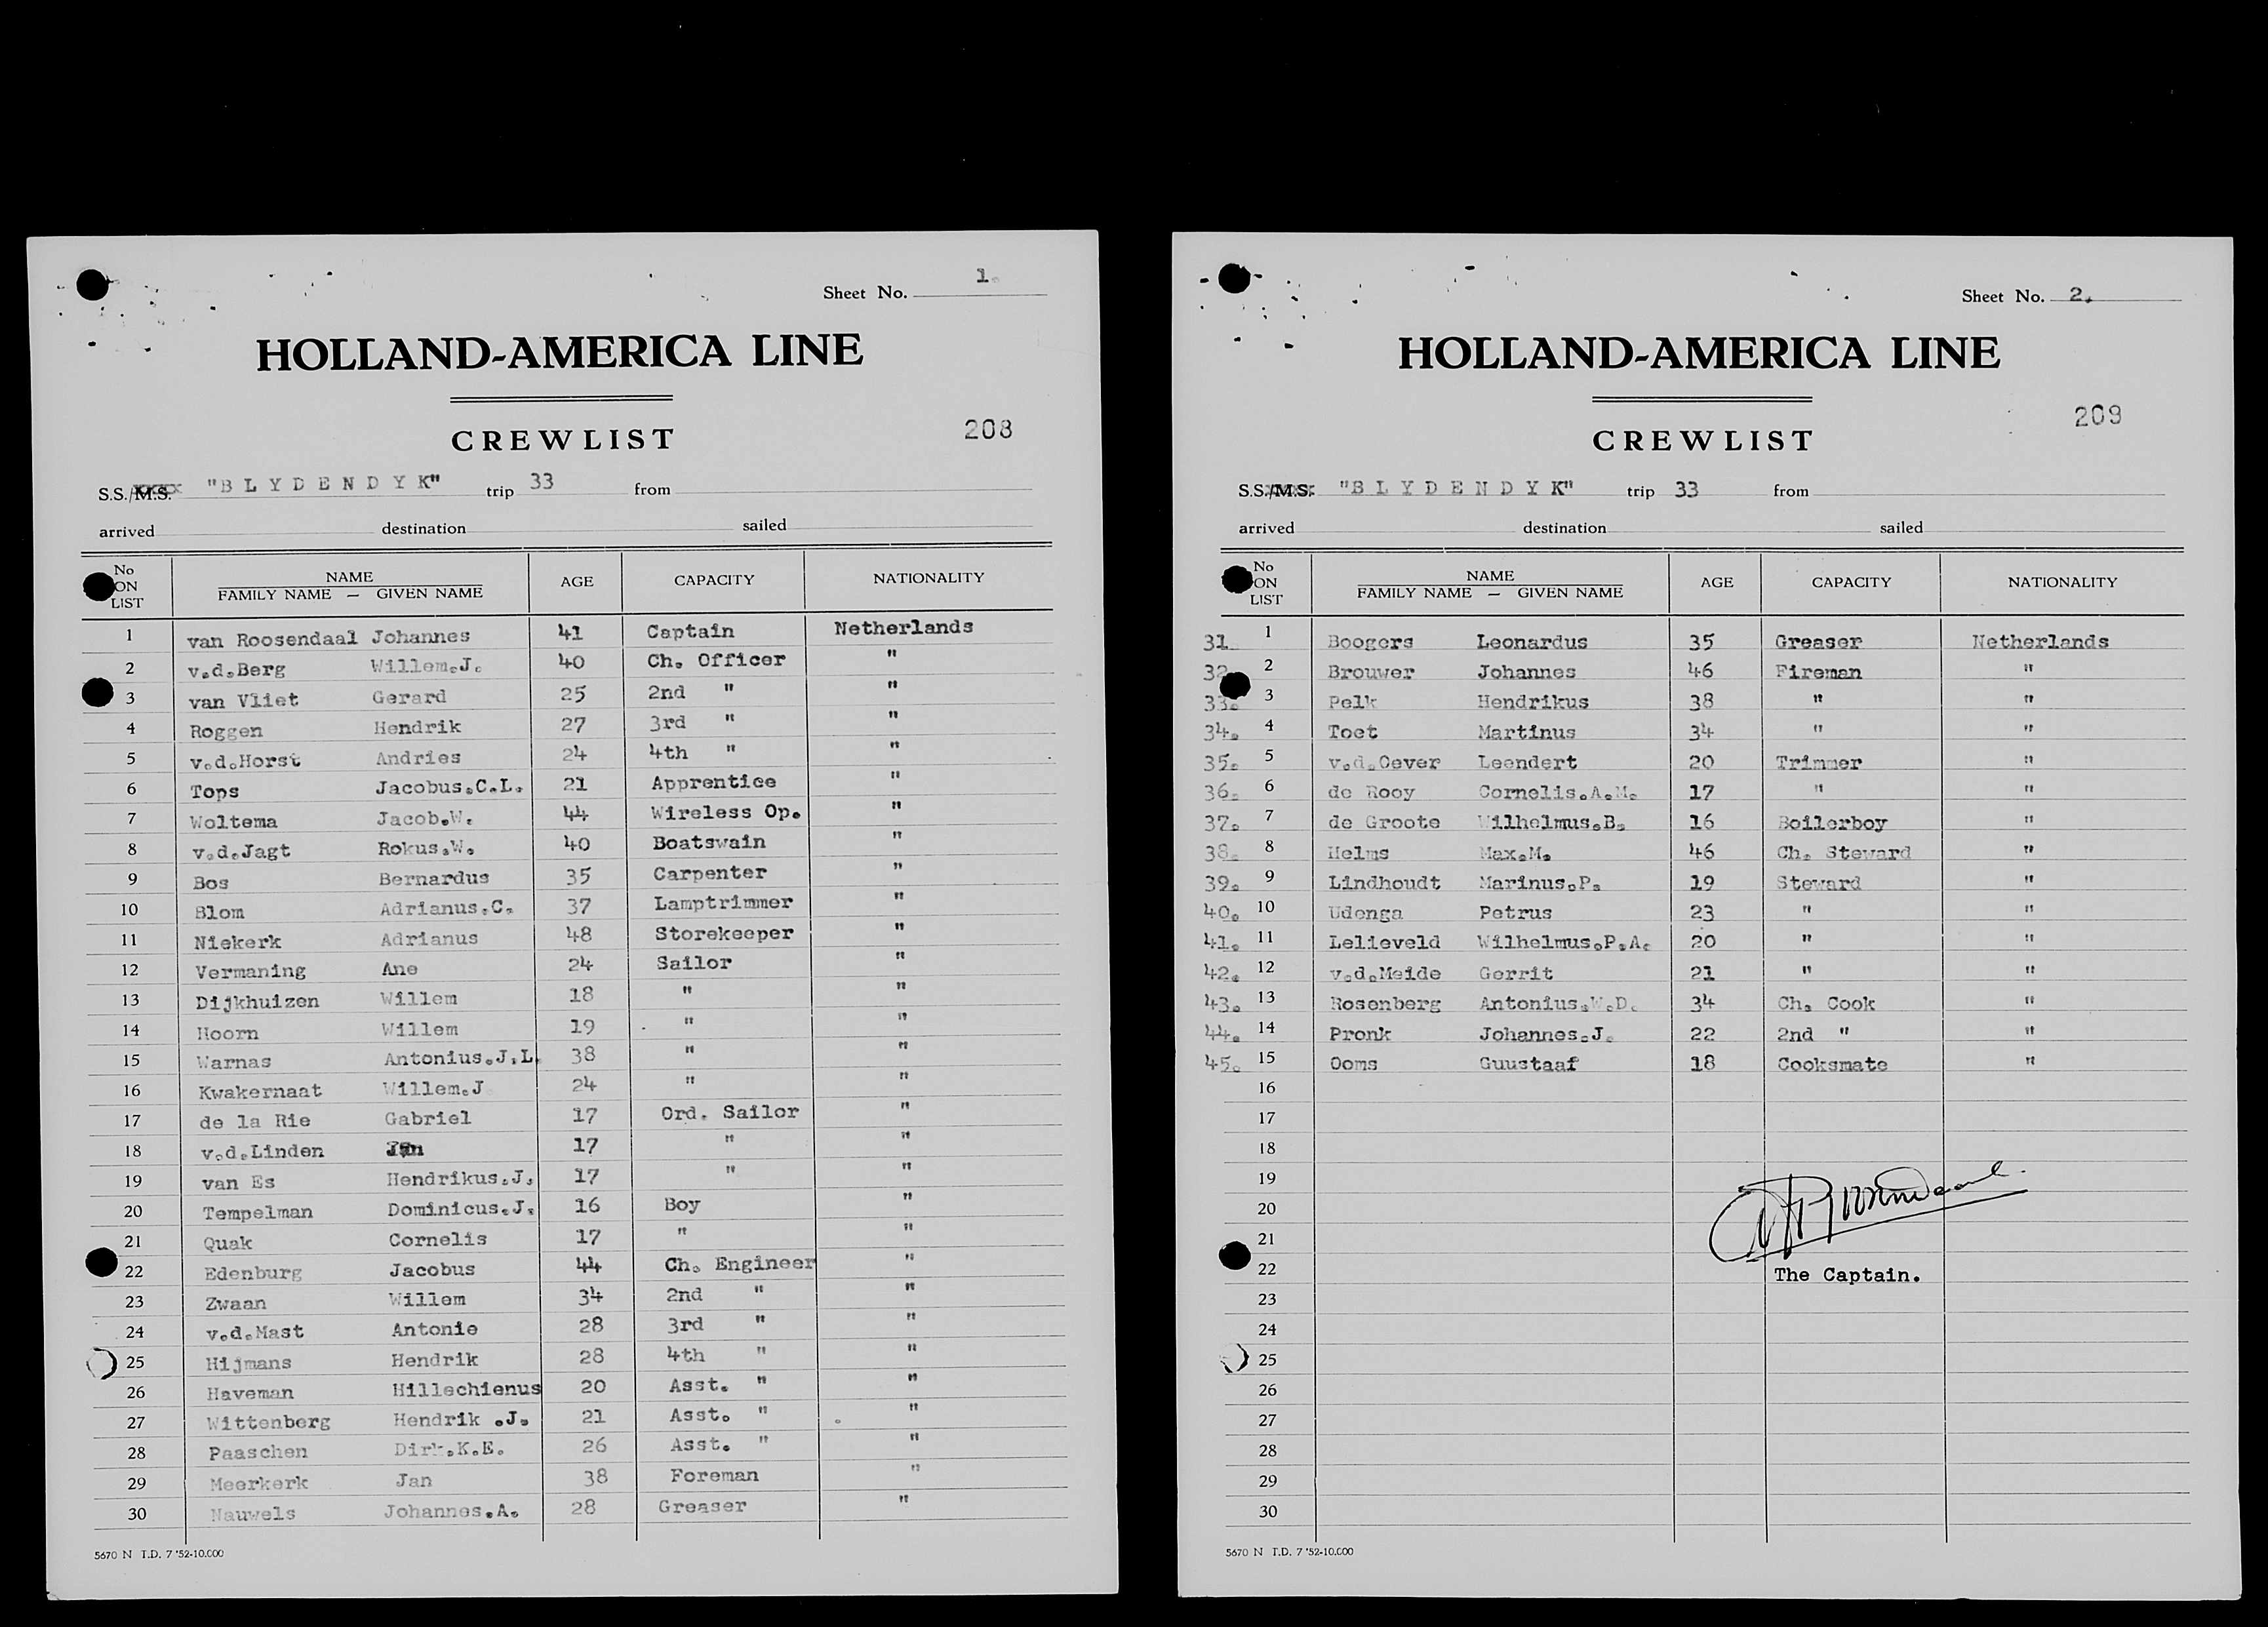 Sheet No. 1.
HOLLAND-AMERICA LINE
CREWLIST
208
S.S./M.S. "BLYDENDYK" trip 33 from
arrived destination sailed
No ON LIST NAME FAMILY NAME — GIVEN NAME AGE CAPACITY NATIONALITY
1 van Roosendaal Johannes 41 Captain Netherlands
2 v.d.Berg Willem.J. 40 Ch. Officer "
3 van Vliet Gerard 25 2nd " "
4 Roggen Hendrik 27 3rd " "
5 v.d.Horst Andries 24 4th " "
6 Tops Jacobus.C.L. 21 Apprentice "
7 Woltema Jacob.W. 44 Wireless Op. "
8 v.d.Jagt Rokus.W. 40 Boatswain "
9 Bos Bernardus 35 Carpenter "
10 Blom Adrianus.C. 37 Lamptrimmer "
11 Niekerk Adrianus 48 Storekeeper "
12 Vermaning Ane 24 Sailor "
13 Dijkhuizen Willem 18 " "
14 Hoorn Willem 19 " "
15 Warnas Antonius.J.L. 38 " "
16 Kwakernaat Willem.J 24 " "
17 de la Rie Gabriel 17 Ord. Sailor "
18 v.d.Linden Jan 17 " "
19 van Es Hendrikus.J. 17 " "
20 Tempelman Dominicus.J. 16 Boy "
21 Quak Cornelis 17 " "
22 Edenburg Jacobus 44 Ch. Engineer "
23 Zwaan Willem 34 2nd " "
24 v.d.Mast Antonie 28 3rd " "
25 Hijmans Hendrik 28 4th " "
26 Haveman Hillechienus 20 Asst. " "
27 Wittenberg Hendrik .J. 21 Asst. " "
28 Paaschen Dirk.K.E. 26 Asst. " "
29 Meerkerk Jan 38 Foreman "
30 Nauwels Johannes.A. 28 Greaser "
5670 N T.D. 7 '52-10.000
Sheet No. 2.
HOLLAND-AMERICA LINE
CREWLIST
209
S.S./M.S. "BLYDENDYK" trip 33 from
arrived destination sailed
No ON LIST NAME FAMILY NAME — GIVEN NAME AGE CAPACITY NATIONALITY
31. 1 Boogers Leonardus 35 Greaser Netherlands
32. 2 Brouwer Johannes 46 Fireman "
33. 3 Pelk Hendrikus 38 " "
34. 4 Toet Martinus 34 " "
35. 5 v.d.Oever Leendert 20 Trimmer "
36. 6 de Rooy Cornelis.A.M. 17 " "
37. 7 de Groote Wilhelmus.B. 16 Boilerboy "
38. 8 Helms Max.M. 46 Ch. Steward "
39. 9 Lindhoudt Marinus.P. 19 Steward "
40. 10 Udenga Petrus 23 " "
41. 11 Lelieveld Wilhelmus.P.A. 20 " "
42. 12 v.d.Meide Gerrit 21 " "
43. 13 Rosenberg Antonius.W.D. 34 Ch. Cook "
44. 14 Pronk Johannes.J. 22 2nd " "
45. 15 Ooms Guustaaf 18 Cooksmate "
16
17
18
19
20
21
22
The Captain.
23
24
25
26
27
28
29
30
5670 N T.D. 7 '52-10.000